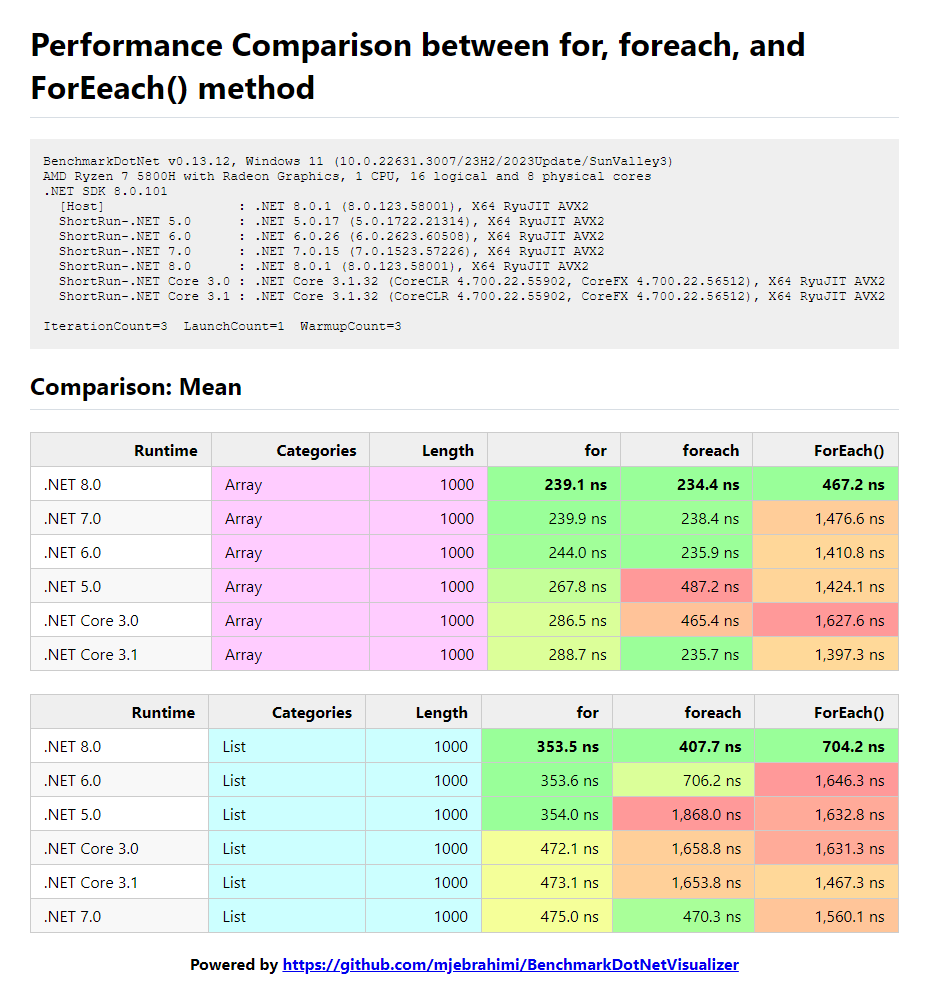 Performance Comparison between for, foreach, and
ForEeach() method
BenchmarkDotNet v0.13.12, Windows 11 (10.0.22631.3007/23H2/2023Update/SunValley3)
AMD Ryzen 7 5800H with Radeon Graphics, 1 CPU, 16 logical and 8 physical cores
.NET SDK 8.0.101
[Host] : .NET 8.0.1 (8.0.123.58001), X64 RyuJIT AVX2
ShortRun-.NET 5.0 : .NET 5.0.17 (5.0.1722.21314), X64 RyuJIT AVX2
ShortRun-.NET 6.0 : .NET 6.0.26 (6.0.2623.60508), X64 RyuJIT AVX2
ShortRun-.NET 7.0 : .NET 7.0.15 (7.0.1523.57226), X64 RyuJIT AVX2
ShortRun-.NET 8.0 : .NET 8.0.1 (8.0.123.58001), X64 RyuJIT AVX2
ShortRun-.NET Core 3.0 : .NET Core 3.1.32 (CoreCLR 4.700.22.55902, CoreFX 4.700.22.56512), X64 RyuJIT AVX2
ShortRun-.NET Core 3.1 : .NET Core 3.1.32 (CoreCLR 4.700.22.55902, CoreFX 4.700.22.56512), X64 RyuJIT AVX2
IterationCount=3 LaunchCount=1 WarmupCount=3
Comparison: Mean
Runtime Categories Length for foreach ForEach()
.NET 8.0 Array 1000 239.1 ns 234.4 ns 467.2 ns
.NET 7.0 Array 1000 239.9 ns 238.4 ns 1,476.6 ns
.NET 6.0 Array 1000 244.0 ns 235.9 ns 1,410.8 ns
.NET 5.0 Array 1000 267.8 ns 487.2 ns 1,424.1 ns
.NET Core 3.0 Array 1000 286.5 ns 465.4 ns 1,627.6 ns
.NET Core 3.1 Array 1000 288.7 ns 235.7 ns 1,397.3 ns
Runtime Categories Length for foreach ForEach()
.NET 8.0 List 1000 353.5 ns 407.7 ns 704.2 ns
.NET 6.0 List 1000 353.6 ns 706.2 ns 1,646.3 ns
.NET 5.0 List 1000 354.0 ns 1,868.0 ns 1,632.8 ns
.NET Core 3.0 List 1000 472.1 ns 1,658.8 ns 1,631.3 ns
.NET Core 3.1 List 1000 473.1 ns 1,653.8 ns 1,467.3 ns
.NET 7.0 List 1000 475.0 ns 470.3 ns 1,560.1 ns
Powered by https://github.com/mjebrahimi/BenchmarkDotNetVisualizer